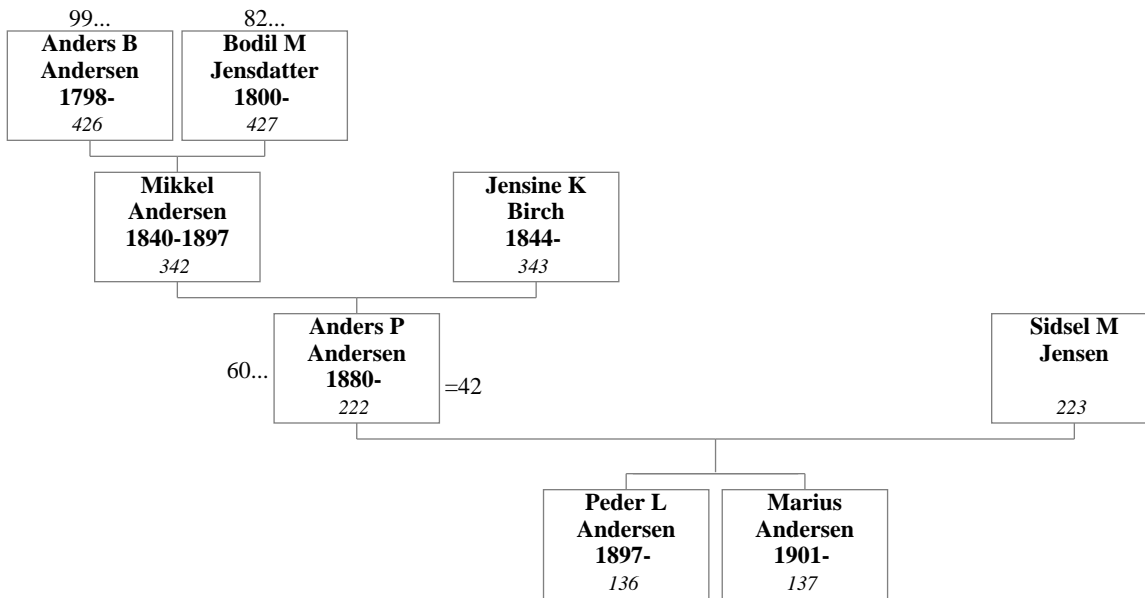 99...
82...
Anders B
Andersen
1798-
426
Bodil M
Jensdatter
1800-
427
Mikkel
Andersen
1840-1897
342
Jensine K
Birch
1844-
343
60...
Anders P
Andersen
1880-
222
=42
Sidsel M
Jensen
223
Peder L
Andersen
1897-
136
Marius
Andersen
1901-
137